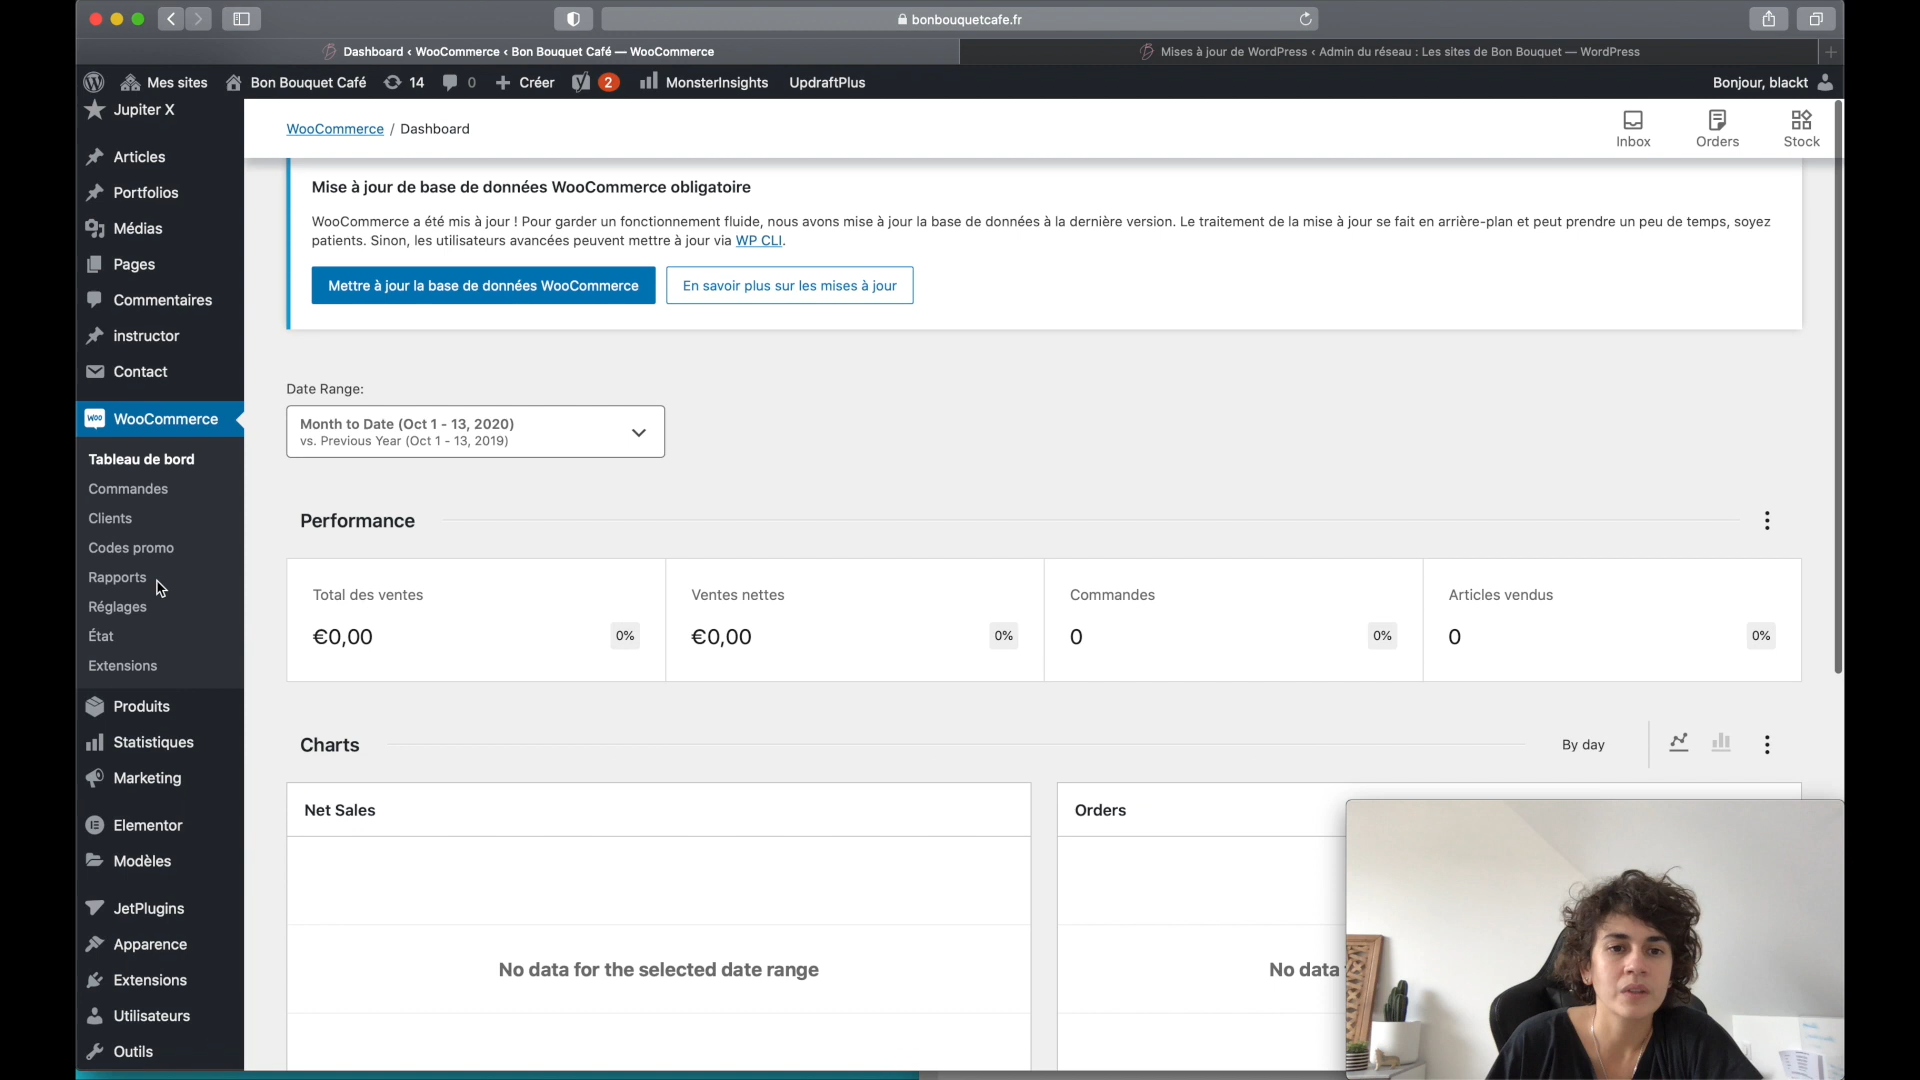 bonbouquetcafe.fr
Dashboard ‹ WooCommerce ‹ Bon Bouquet Café — WooCommerce
Mises à jour de WordPress ‹ Admin du réseau : Les sites de Bon Bouquet — WordPress
Mes sites
Bon Bouquet Café
14
0
Créer
2
MonsterInsights
UpdraftPlus
Bonjour, blackt
Jupiter X
Articles
Portfolios
Médias
Pages
Commentaires
instructor
Contact
woo
WooCommerce
Tableau de bord
Commandes
Clients
Codes promo
Rapports
Réglages
État
Extensions
Produits
Statistiques
Marketing
Elementor
Modèles
JetPlugins
Apparence
Extensions
Utilisateurs
Outils
WooCommerce / Dashboard
Inbox
Orders
Stock
Mise à jour de base de données WooCommerce obligatoire
WooCommerce a été mis à jour ! Pour garder un fonctionnement fluide, nous avons mise à jour la base de données à la dernière version. Le traitement de la mise à jour se fait en arrière-plan et peut prendre un peu de temps, soyez
patients. Sinon, les utilisateurs avancées peuvent mettre à jour via WP CLI.
Mettre à jour la base de données WooCommerce
En savoir plus sur les mises à jour
Date Range:
Month to Date (Oct 1 - 13, 2020)
vs. Previous Year (Oct 1 - 13, 2019)
Performance
Total des ventes
€0,00
0%
Ventes nettes
€0,00
0%
Commandes
0
0%
Articles vendus
0
0%
Charts
By day
Net Sales
No data for the selected date range
Orders
No data